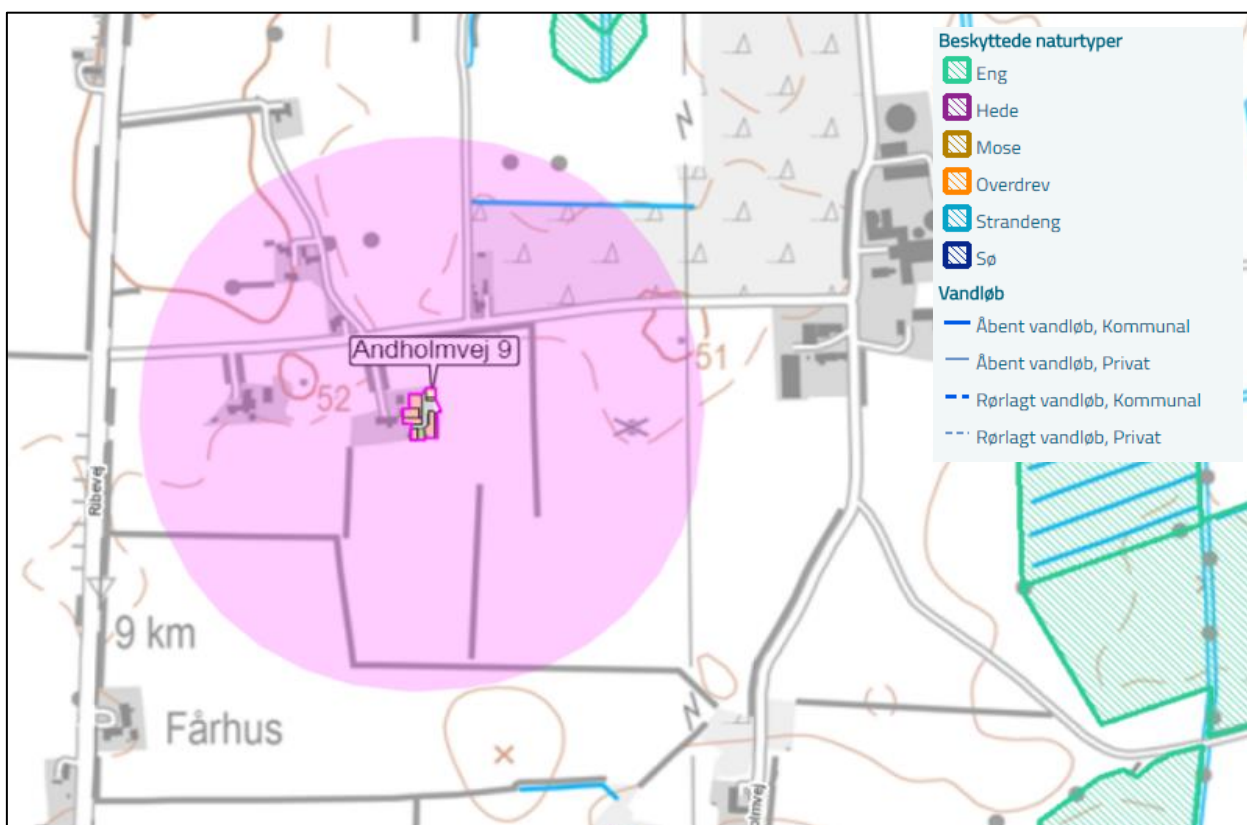 Beskyttede naturtyper
Eng
Hede
Mose
Overdrev
Strandeng
Sø
Vandløb
Åbent vandløb, Kommunal
Åbent vandløb, Privat
Rørlagt vandløb, Kommunal
Rørlagt vandløb, Privat
Andholmvej 9
51
52
Ribevej
9 km
Fårhus
olmvej